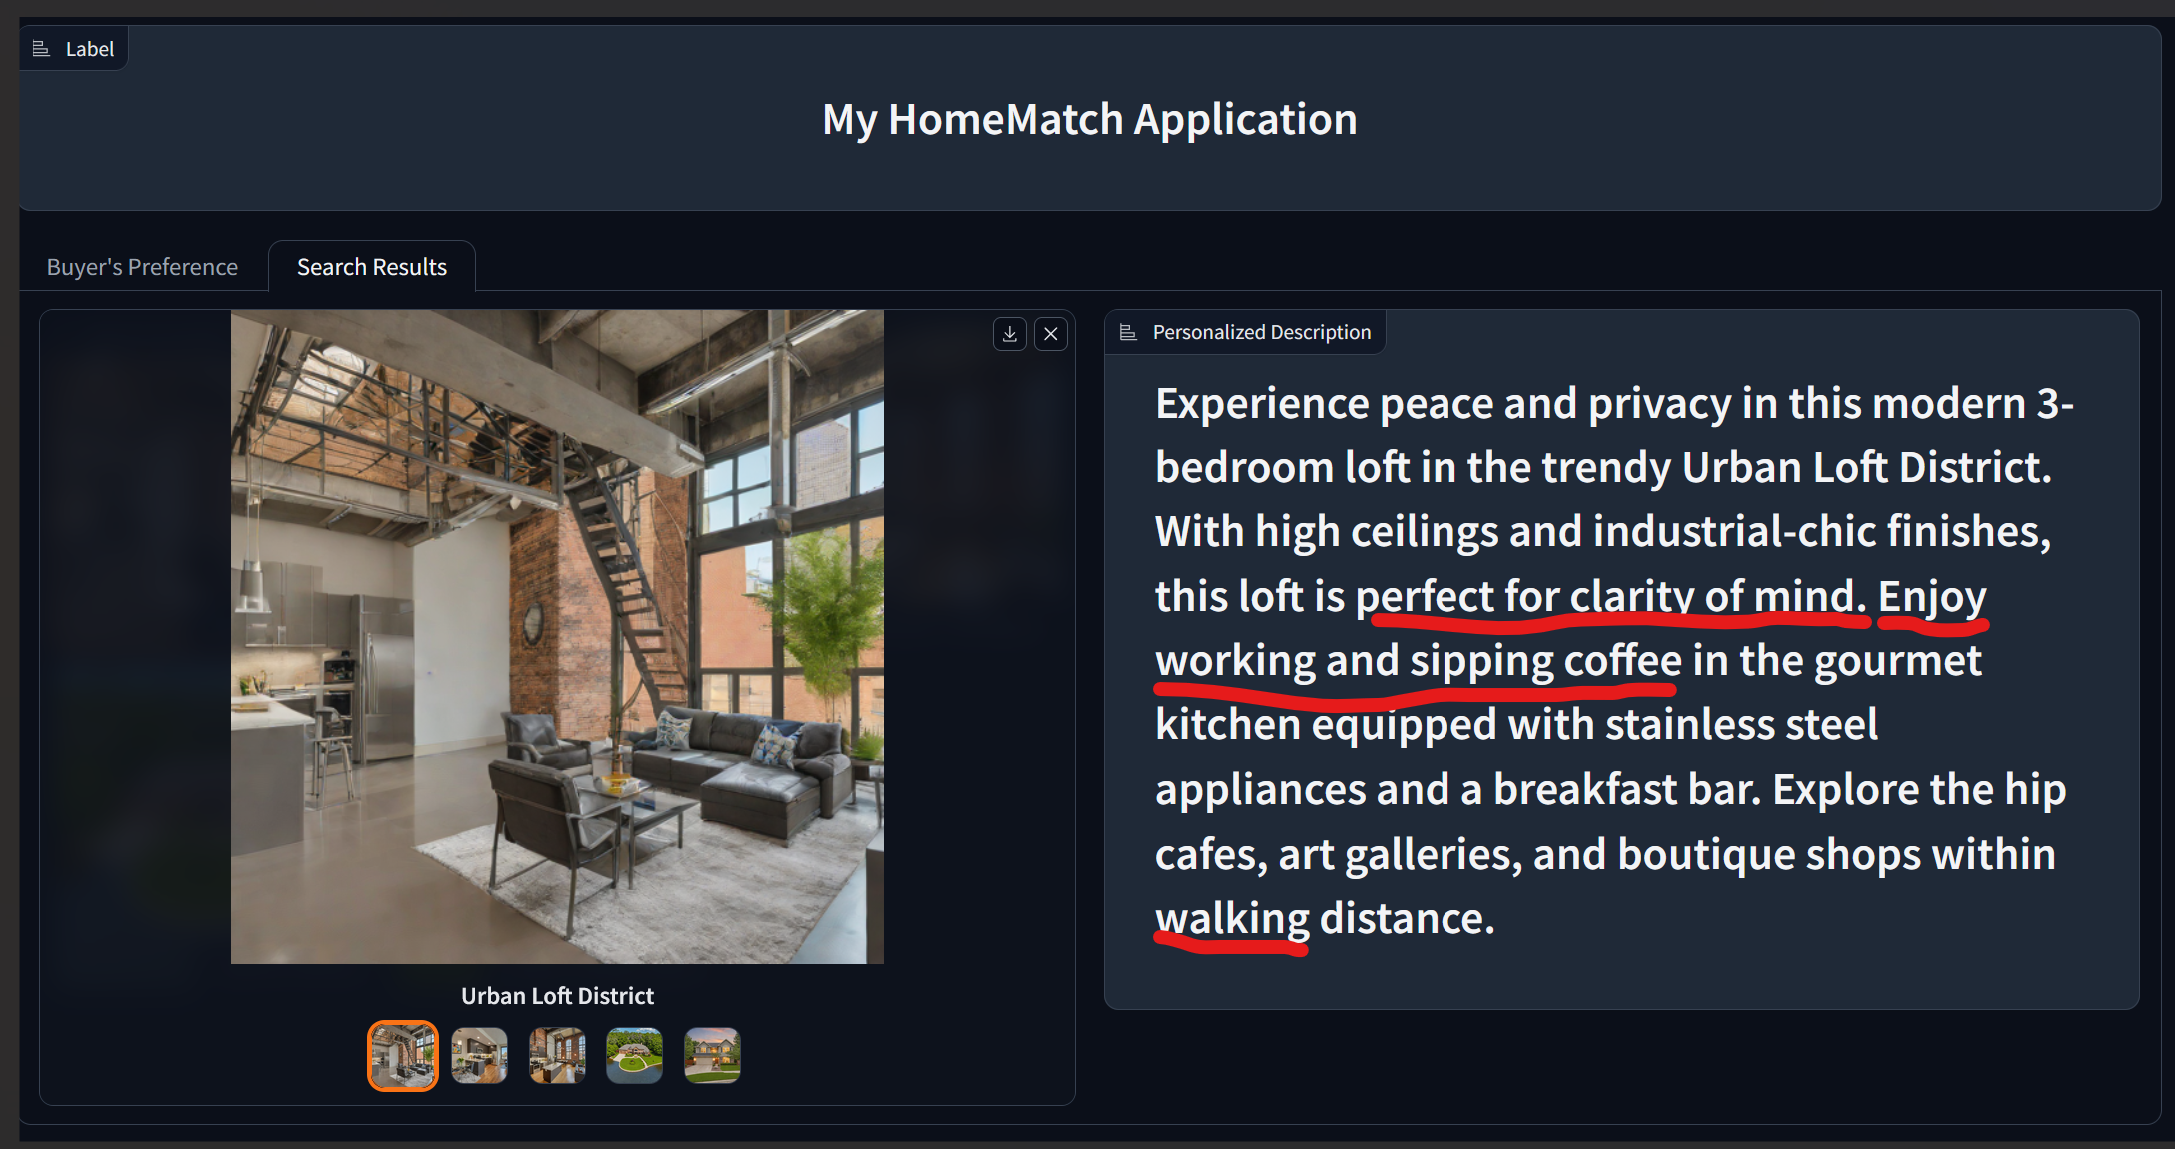 Label
My HomeMatch Application
Buyer's Preference
Search Results
Urban Loft District
Personalized Description
Experience peace and privacy in this modern 3-
bedroom loft in the trendy Urban Loft District.
With high ceilings and industrial-chic finishes,
this loft is perfect for clarity of mind. Enjoy
working and sipping coffee in the gourmet
kitchen equipped with stainless steel
appliances and a breakfast bar. Explore the hip
cafes, art galleries, and boutique shops within
walking distance.